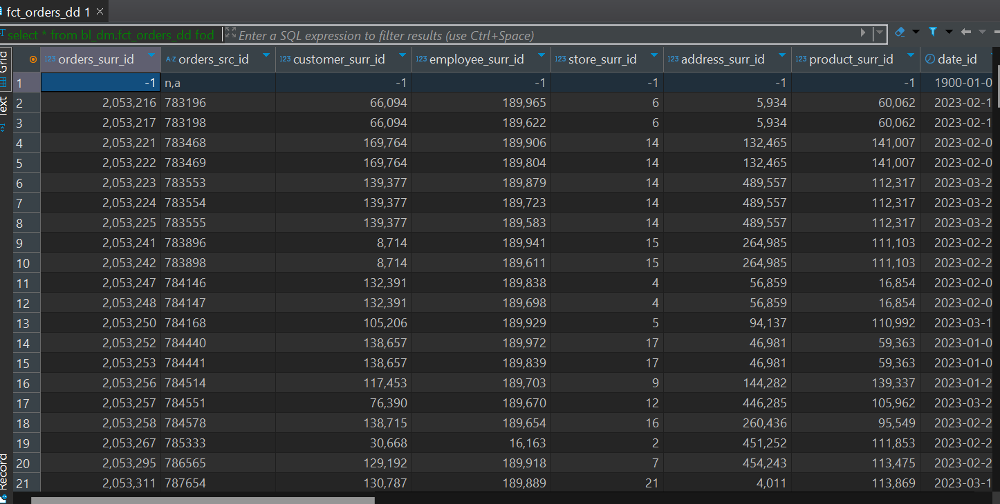 fct_orders_dd 1
select * from bl_dm.fct_orders_dd fod Enter a SQL expression to filter results (use Ctrl+Space)
Grid
Text
Record
123 orders_surr_id A-Z orders_src_id 123 customer_surr_id 123 employee_surr_id 123 store_surr_id 123 address_surr_id 123 product_surr_id date_id
1 -1 n,a -1 -1 -1 -1 -1 1900-01-0
2 2,053,216 783196 66,094 189,965 6 5,934 60,062 2023-02-1
3 2,053,217 783198 66,094 189,622 6 5,934 60,062 2023-02-1
4 2,053,221 783468 169,764 189,906 14 132,465 141,007 2023-02-0
5 2,053,222 783469 169,764 189,804 14 132,465 141,007 2023-02-0
6 2,053,223 783553 139,377 189,879 14 489,557 112,317 2023-03-2
7 2,053,224 783554 139,377 189,723 14 489,557 112,317 2023-03-2
8 2,053,225 783555 139,377 189,583 14 489,557 112,317 2023-03-2
9 2,053,241 783896 8,714 189,941 15 264,985 111,103 2023-02-2
10 2,053,242 783898 8,714 189,611 15 264,985 111,103 2023-02-2
11 2,053,247 784146 132,391 189,838 4 56,859 16,854 2023-02-0
12 2,053,248 784147 132,391 189,698 4 56,859 16,854 2023-02-0
13 2,053,250 784168 105,206 189,929 5 94,137 110,992 2023-03-1
14 2,053,252 784440 138,657 189,972 17 46,981 59,363 2023-01-0
15 2,053,253 784441 138,657 189,839 17 46,981 59,363 2023-01-0
16 2,053,256 784514 117,453 189,703 9 144,282 139,337 2023-01-2
17 2,053,257 784551 76,390 189,670 12 446,285 105,962 2023-03-2
18 2,053,258 784578 138,715 189,654 16 260,436 95,549 2023-02-2
19 2,053,267 785333 30,668 16,163 2 451,252 111,853 2023-02-2
20 2,053,295 786565 129,192 189,918 7 454,243 113,475 2023-02-2
21 2,053,311 787654 130,787 189,889 21 4,011 113,869 2023-03-1